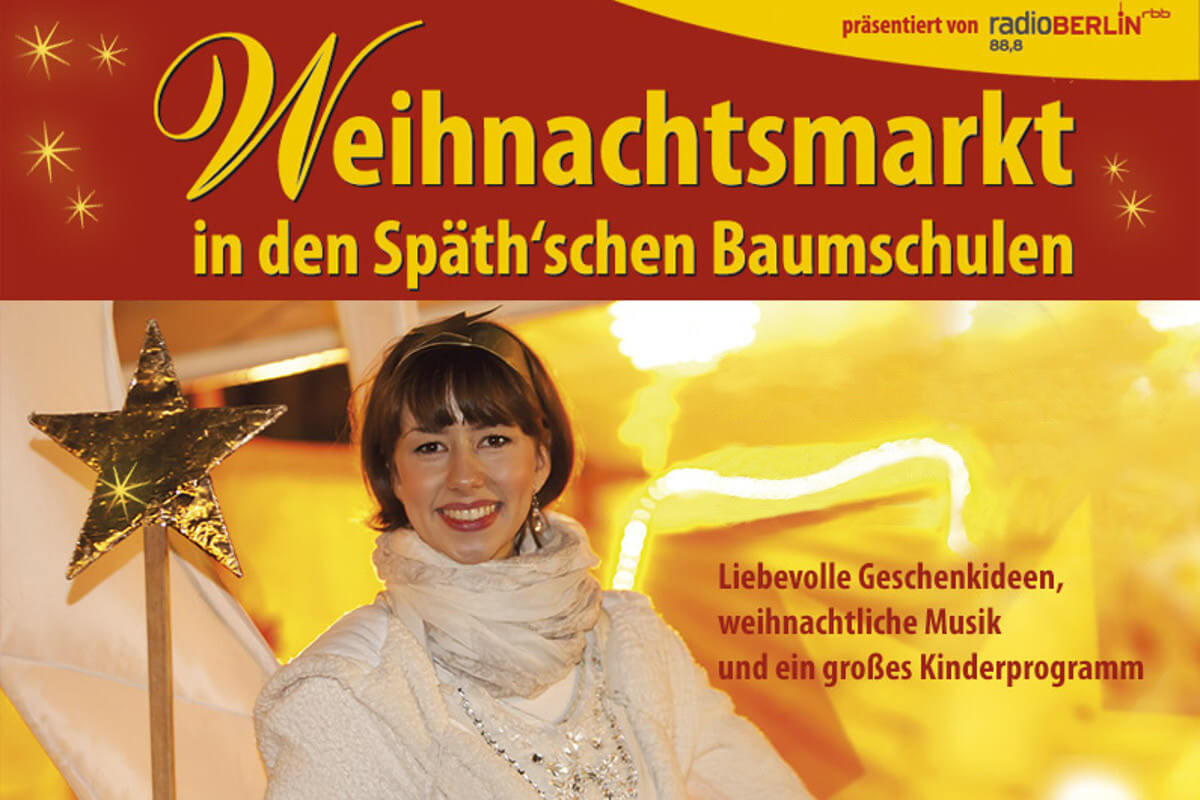 präsentiert von radioBERLIN rbb
88,8
Weihnachtsmarkt
in den Späth‘schen Baumschulen
Liebevolle Geschenkideen,
weihnachtliche Musik
und ein großes Kinderprogramm